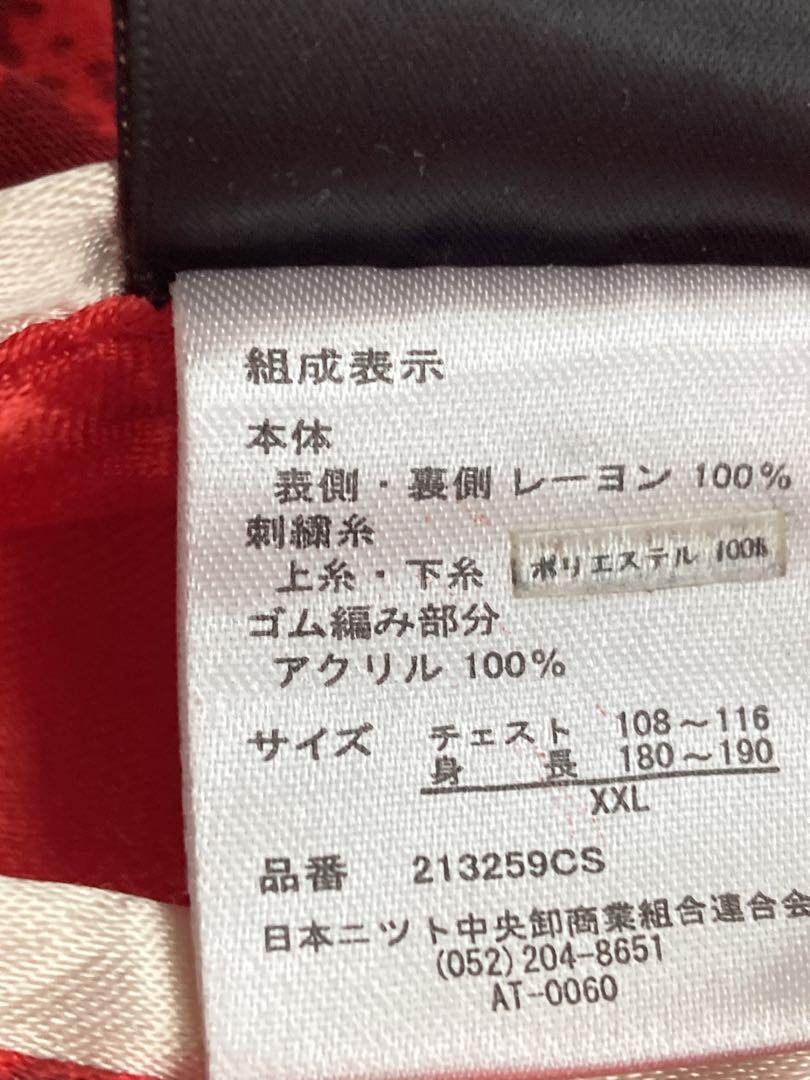 組成表示
本体
表側・裏側 レーヨン 100%
刺繍糸
上糸・下糸 ポリエステル 100%
ゴム編み部分
アクリル 100%
サイズ チェスト 108～116
身長 180～190
XXL
品番 213259CS
日本ニット中央卸商業組合連合会
(052)204-8651
AT-0060